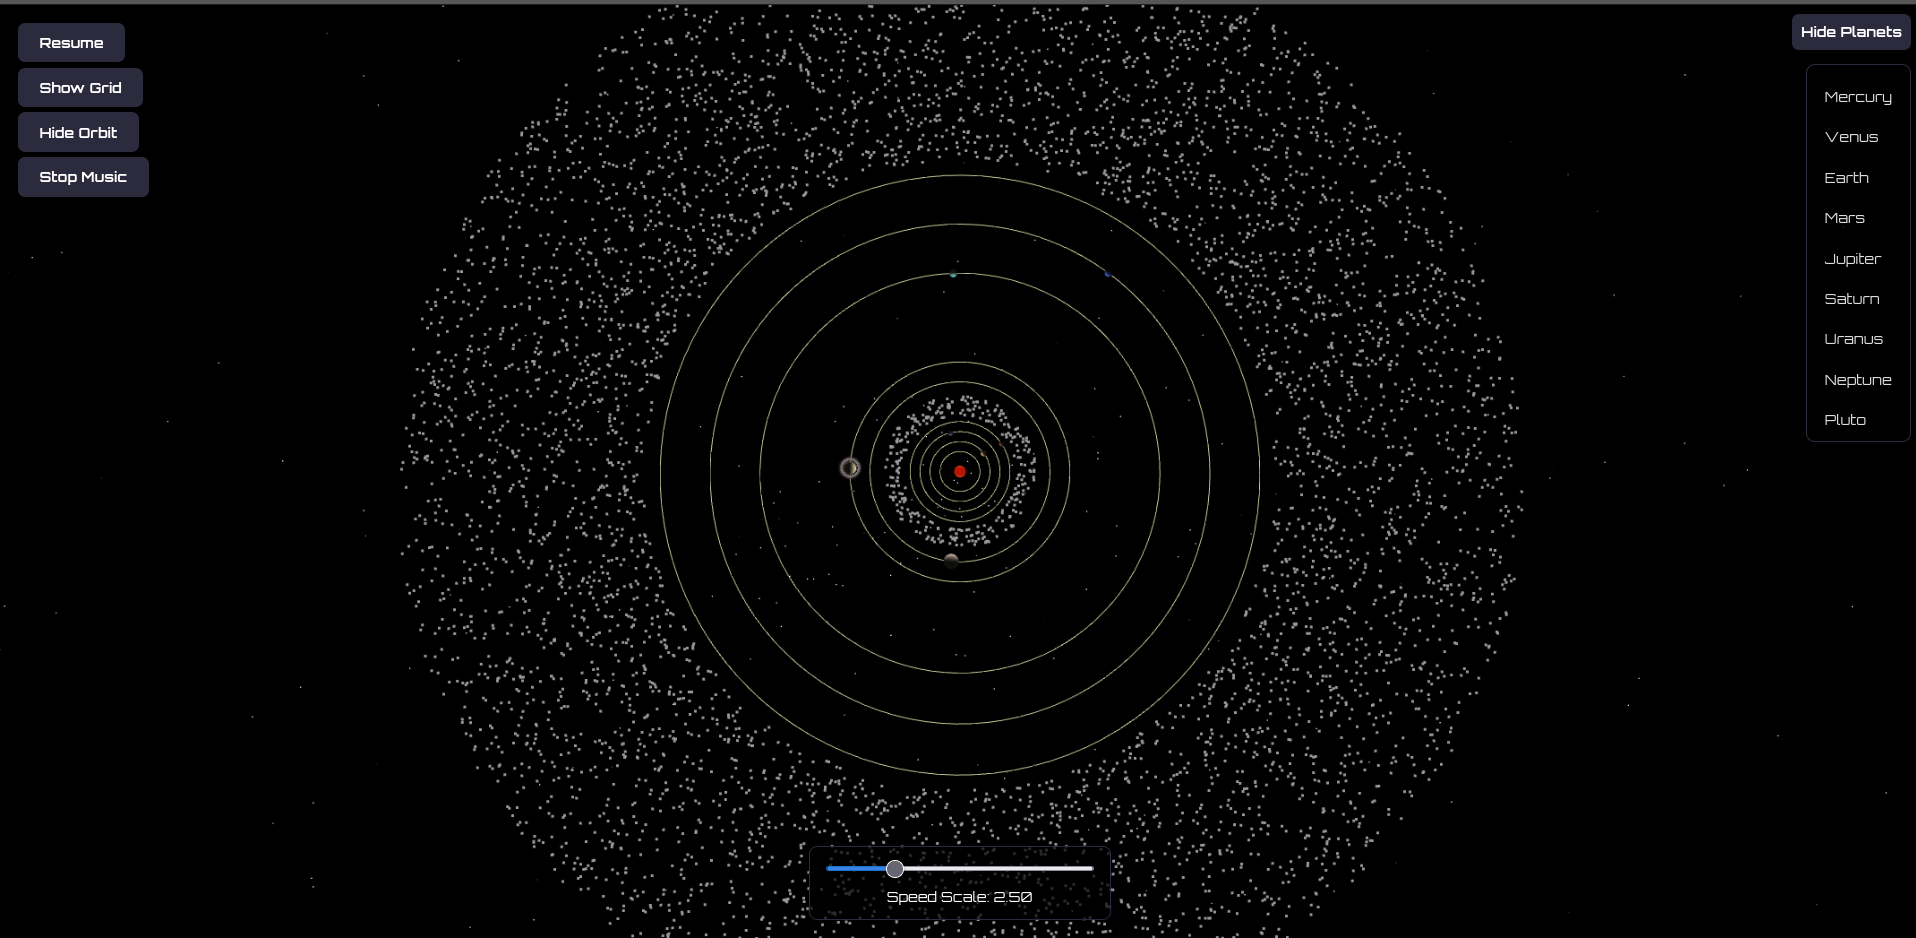 Resume
Show Grid
Hide Orbit
Stop Music
Hide Planets
Mercury
Venus
Earth
Mars
Jupiter
Saturn
Uranus
Neptune
Pluto
Speed Scale: 2.50